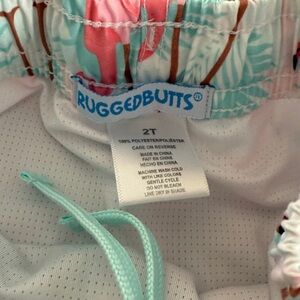 RUGGEDBUTTS®
2T
100% POLYESTER/POLIÉSTER
CARE ON REVERSE
MADE IN CHINA
FAIT EN CHINE
HECHO EN CHINA
MACHINE WASH COLD
WITH LIKE COLORS
GENTLE CYCLE
DO NOT BLEACH
LINE DRY IN SHADE